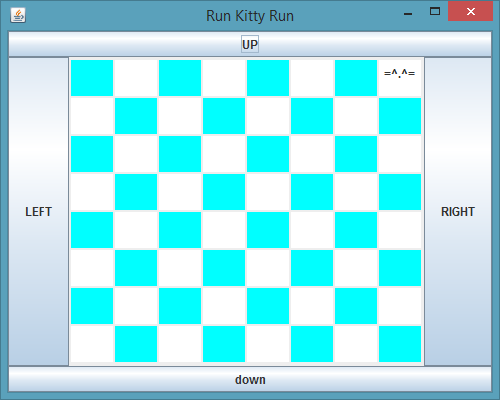 Run Kitty Run
UP
=^.^=
LEFT
RIGHT
down